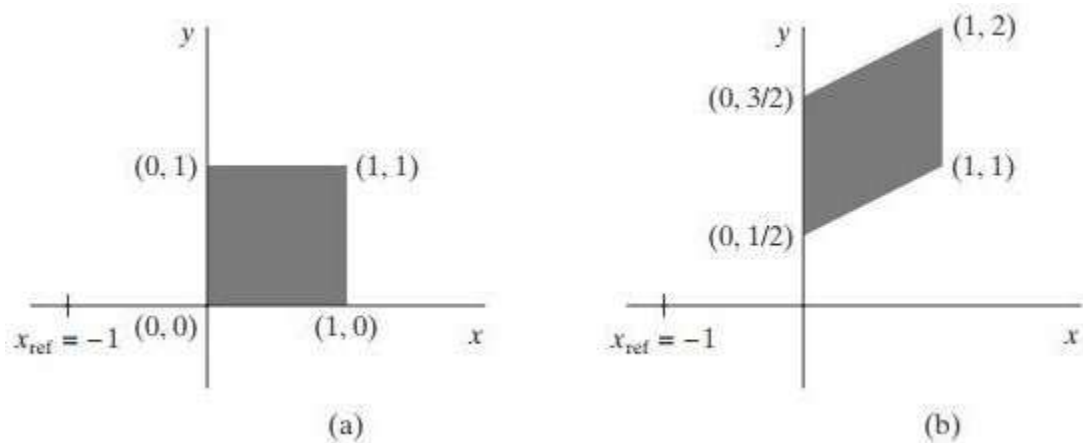 y
(0, 1)
(1, 1)
(0, 0)
(1, 0)
x
x_ref = −1
(a)
y
(1, 2)
(0, 3/2)
(1, 1)
(0, 1/2)
x_ref = −1
x
(b)